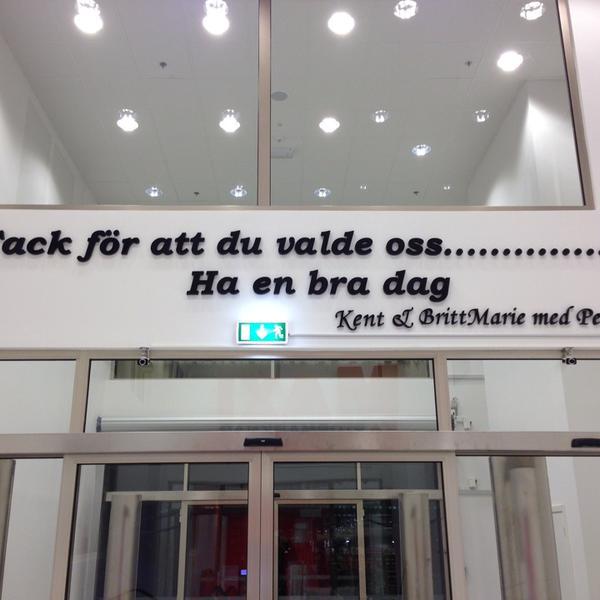 Tack för att du valde oss...............
Ha en bra dag
Kent & BrittMarie med Pe